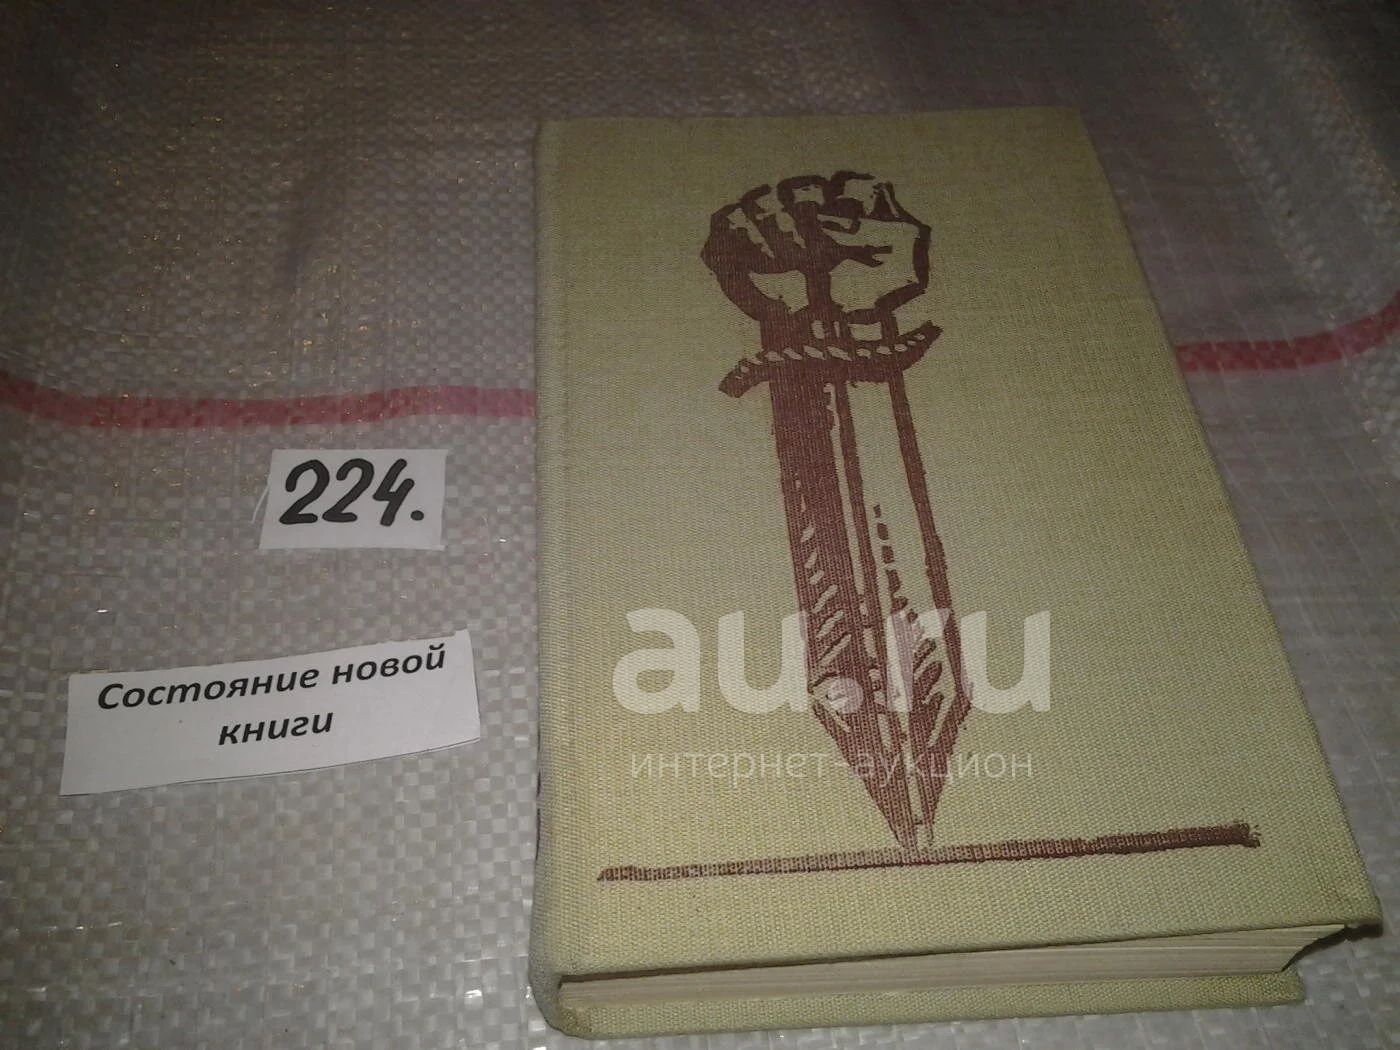 224.
Состояние новой
книги
au.ru
интернет-аукцион